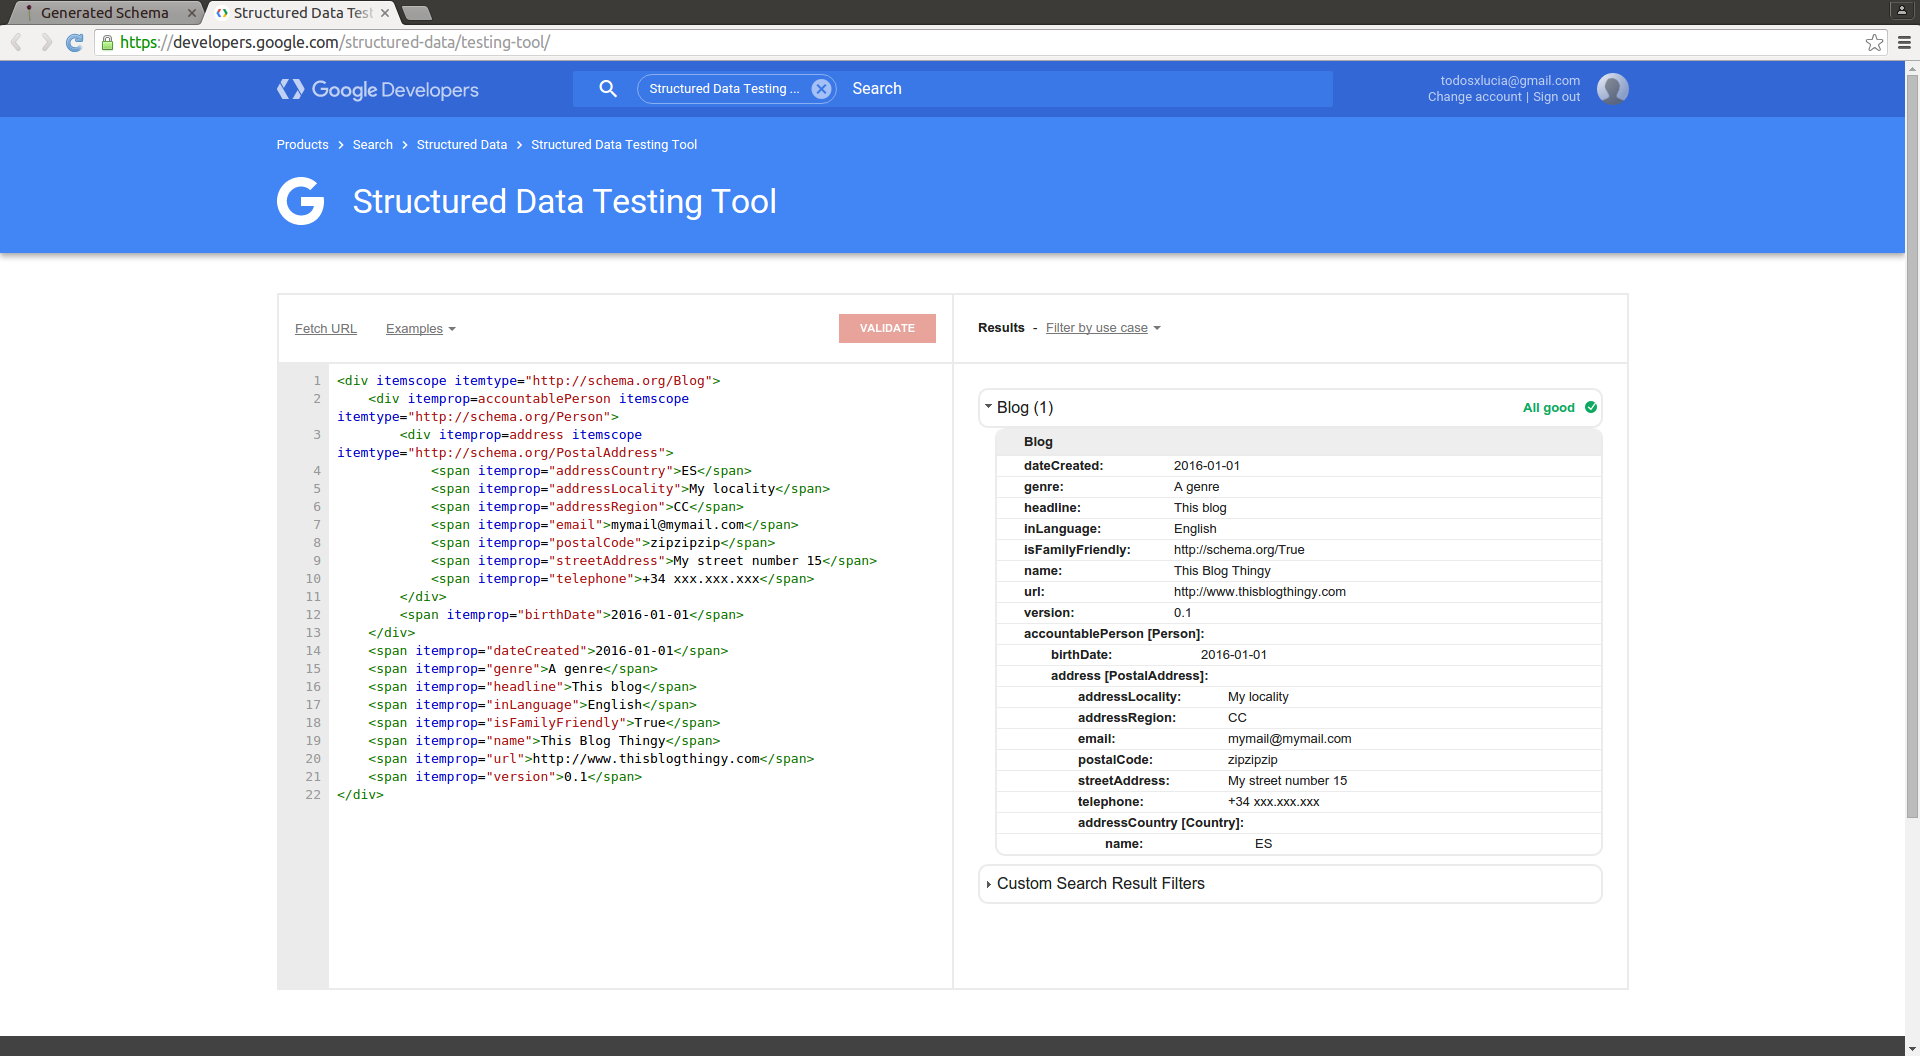 Generated Schema
Structured Data Tes
https://developers.google.com/structured-data/testing-tool/
Google Developers
Structured Data Testing ...
Search
todosxlucia@gmail.com
Change account | Sign out
Products > Search > Structured Data > Structured Data Testing Tool
G Structured Data Testing Tool
Fetch URL Examples VALIDATE
Results - Filter by use case
1 <div itemscope itemtype="http://schema.org/Blog">
2     <div itemprop=accountablePerson itemscope
itemtype="http://schema.org/Person">
3         <div itemprop=address itemscope
itemtype="http://schema.org/PostalAddress">
4             <span itemprop="addressCountry">ES</span>
5             <span itemprop="addressLocality">My locality</span>
6             <span itemprop="addressRegion">CC</span>
7             <span itemprop="email">mymail@mymail.com</span>
8             <span itemprop="postalCode">zipzipzip</span>
9             <span itemprop="streetAddress">My street number 15</span>
10             <span itemprop="telephone">+34 xxx.xxx.xxx</span>
11         </div>
12         <span itemprop="birthDate">2016-01-01</span>
13     </div>
14     <span itemprop="dateCreated">2016-01-01</span>
15     <span itemprop="genre">A genre</span>
16     <span itemprop="headline">This blog</span>
17     <span itemprop="inLanguage">English</span>
18     <span itemprop="isFamilyFriendly">True</span>
19     <span itemprop="name">This Blog Thingy</span>
20     <span itemprop="url">http://www.thisblogthingy.com</span>
21     <span itemprop="version">0.1</span>
22 </div>
Blog (1) All good
Blog
dateCreated: 2016-01-01
genre: A genre
headline: This blog
inLanguage: English
isFamilyFriendly: http://schema.org/True
name: This Blog Thingy
url: http://www.thisblogthingy.com
version: 0.1
accountablePerson [Person]:
birthDate: 2016-01-01
address [PostalAddress]:
addressLocality: My locality
addressRegion: CC
email: mymail@mymail.com
postalCode: zipzipzip
streetAddress: My street number 15
telephone: +34 xxx.xxx.xxx
addressCountry [Country]:
name: ES
Custom Search Result Filters